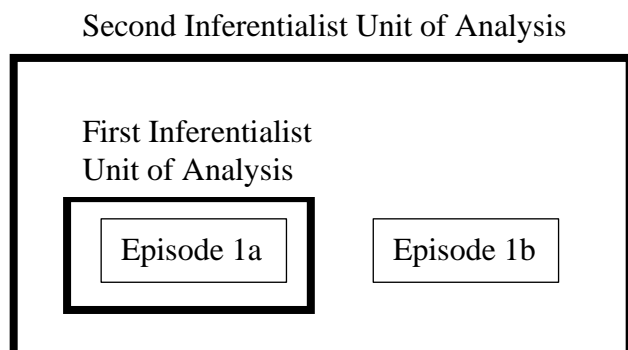 Second Inferentialist Unit of Analysis
First Inferentialist
Unit of Analysis
Episode 1a
Episode 1b